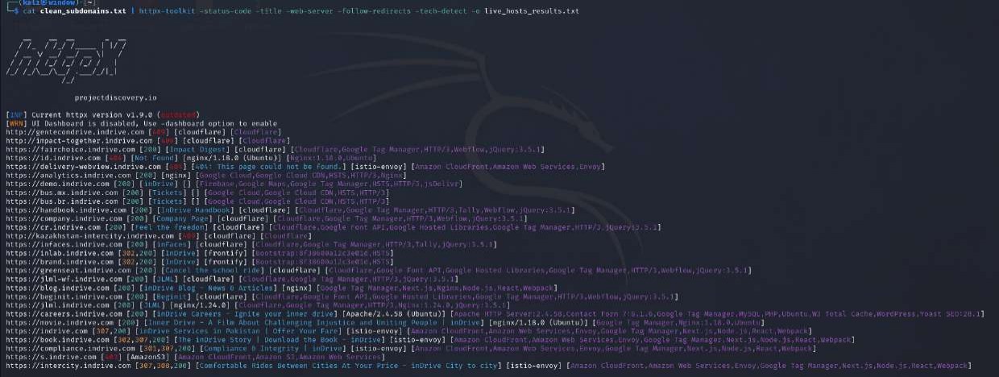 (kali㉿window)-[~]
$ cat clean_subdomains.txt | httpx-toolkit -status-code -title -web-server -follow-redirects -tech-detect -o live_hosts_results.txt
projectdiscovery.io
[INF] Current httpx version v1.9.0 (outdated)
[WRN] UI Dashboard is disabled, Use -dashboard option to enable
http://gentecondrive.indrive.com [409] [cloudflare] [Cloudflare]
http://impact-together.indrive.com [409] [cloudflare] [Cloudflare]
https://fairchoice.indrive.com [200] [Impact Digest] [cloudflare] [Cloudflare,Google Tag Manager,HTTP/3,Webflow,jQuery:3.5.1]
https://id.indrive.com [404] [Not Found] [nginx/1.18.0 (Ubuntu)] [Nginx:1.18.0,Ubuntu]
https://delivery-webview.indrive.com [404] [404: This page could not be found.] [istio-envoy] [Amazon CloudFront,Amazon Web Services,Envoy]
https://analytics.indrive.com [200] [nginx] [Google Cloud,Google Cloud CDN,HSTS,HTTP/3,Nginx]
https://demo.indrive.com [200] [inDrive] [] [Firebase,Google Maps,Google Tag Manager,HSTS,HTTP/3,jsDelivr]
https://bus.mx.indrive.com [200] [Tickets] [] [Google Cloud,Google Cloud CDN,HSTS,HTTP/3]
https://bus.br.indrive.com [200] [Tickets] [] [Google Cloud,Google Cloud CDN,HSTS,HTTP/3]
https://handbook.indrive.com [200] [InDrive Handbook] [cloudflare] [Cloudflare,Google Tag Manager,HTTP/3,Tally,Webflow,jQuery:3.5.1]
https://company.indrive.com [200] [Company Page] [cloudflare] [Cloudflare,Google Tag Manager,HTTP/3,Webflow,jQuery:3.5.1]
https://cr.indrive.com [200] [Feel the freedom] [cloudflare] [Cloudflare,Google Font API,Google Hosted Libraries,Google Tag Manager,HTTP/3,jQuery:3.5.1]
http://kazakhstan-intercity.indrive.com [409] [cloudflare] [Cloudflare]
https://infaces.indrive.com [200] [inFaces] [cloudflare] [Cloudflare,Google Tag Manager,HTTP/3,Tally,jQuery:3.5.1]
https://inlab.indrive.com [302,200] [InDrive] [frontify] [Bootstrap:8f38600a12c3e01d,HSTS]
https://brand.indrive.com [302,200] [InDrive] [frontify] [Bootstrap:8f38600a12c3e01d,HSTS]
https://greenseat.indrive.com [200] [Cancel the school ride] [cloudflare] [Cloudflare,Google Font API,Google Hosted Libraries,Google Tag Manager,HTTP/3,Webflow,jQuery:3.5.1]
https://jlml-wf.indrive.com [200] [JLML] [cloudflare] [Cloudflare,Google Tag Manager,HTTP/3,Webflow,jQuery:3.5.1]
https://blog.indrive.com [200] [inDrive Blog - News & Articles] [nginx] [Google Tag Manager,Next.js,Nginx,Node.js,React,Webpack]
https://beginit.indrive.com [200] [Beginit] [cloudflare] [Cloudflare,Google Font API,Google Hosted Libraries,Google Tag Manager,HTTP/3,Webflow,jQuery:3.5.1]
https://jlml.indrive.com [200] [JLML] [nginx/1.24.0] [Cloudflare,Google Tag Manager,HTTP/3,Nginx:1.24.0,jQuery:3.5.1]
https://careers.indrive.com [200] [inDrive Careers - Ignite your inner drive] [Apache/2.4.58 (Ubuntu)] [Apache HTTP Server:2.4.58,Contact Form 7:6.1.6,Google Tag Manager,MySQL,PHP,Ubuntu,W3 Total Cache,WordPress,Yoast SEO:26.1]
https://movie.indrive.com [200] [Inner Drive - A Film About Challenging Injustice and Uniting People | inDrive] [nginx/1.18.0 (Ubuntu)] [Google Tag Manager,Nginx:1.18.0,Ubuntu]
https://indrive.com [307,200] [inDrive Services in Pakistan | Offer Your Fare] [istio-envoy] [Amazon CloudFront,Amazon Web Services,Envoy,Google Tag Manager,Next.js,Node.js,React,Webpack]
https://book.indrive.com [302,307,200] [The inDrive Story | Download the Book - inDrive] [istio-envoy] [Amazon CloudFront,Amazon Web Services,Envoy,Google Tag Manager,Next.js,Node.js,React,Webpack]
https://compliance.indrive.com [301,307,200] [Compliance & Integrity | inDrive] [istio-envoy] [Amazon CloudFront,Amazon Web Services,Envoy,Google Tag Manager,Next.js,Node.js,React,Webpack]
https://s.indrive.com [403] [AmazonS3] [Amazon CloudFront,Amazon S3,Amazon Web Services]
https://intercity.indrive.com [307,308,200] [Comfortable Rides Between Cities At Your Price - inDrive City to city] [istio-envoy] [Amazon CloudFront,Amazon Web Services,Envoy,Google Tag Manager,Next.js,Node.js,React,Webpack]